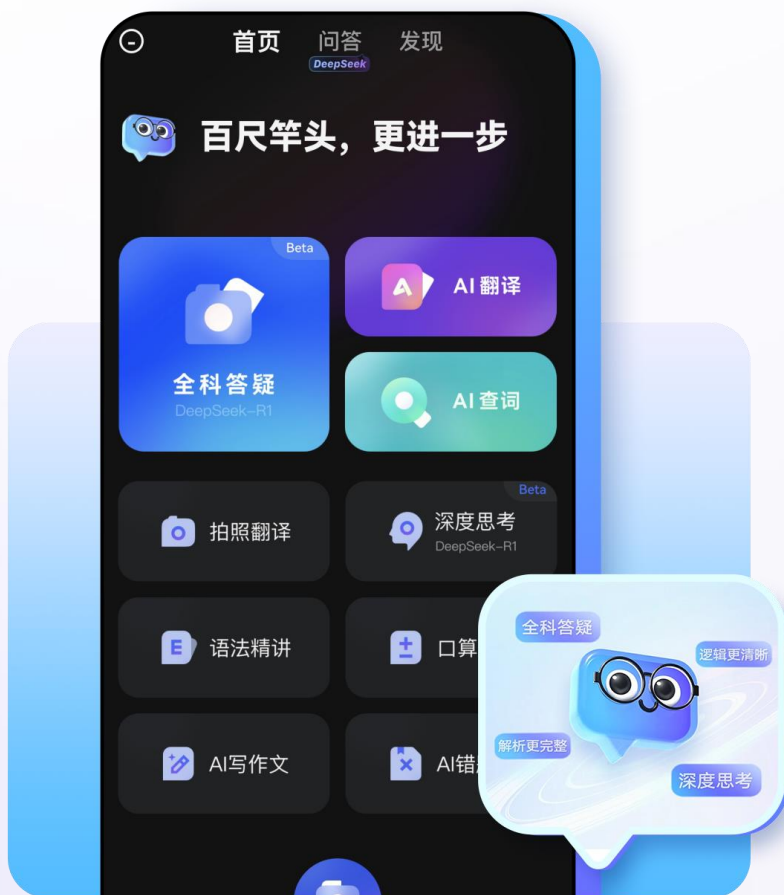 首页 问答 发现
DeepSeek
百尺竿头，更进一步
Beta
全科答疑
DeepSeek-R1
AI翻译
AI查词
拍照翻译
Beta
深度思考
DeepSeek-R1
语法精讲
口算
AI写作文
AI错
全科答疑
逻辑更清晰
解析更完整
深度思考